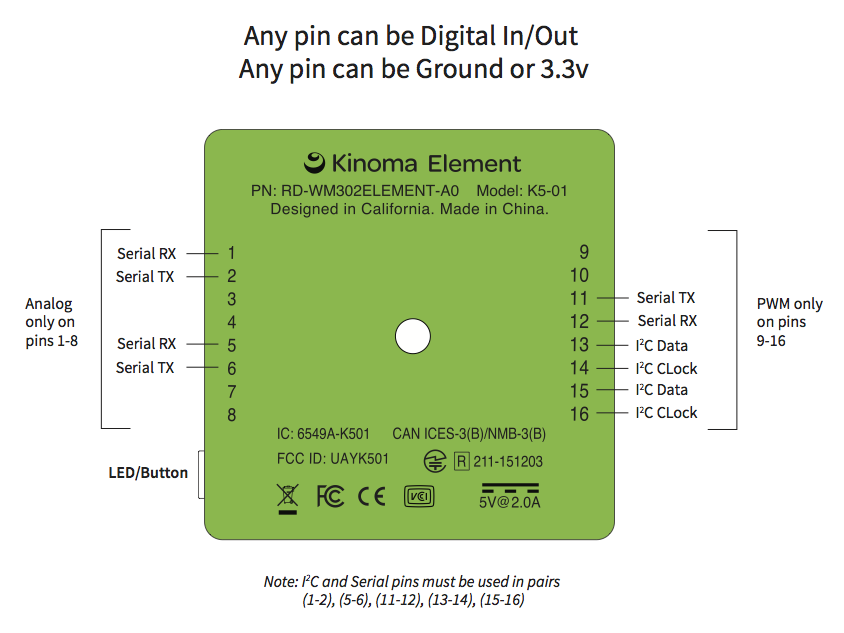 Any pin can be Digital In/Out
Any pin can be Ground or 3.3v
Kinoma Element
PN: RD-WM302ELEMENT-A0 Model: K5-01
Designed in California. Made in China.
Analog
only on
pins 1-8
Serial RX 1
Serial TX 2
3
4
Serial RX 5
Serial TX 6
7
8
9
10
11 Serial TX
12 Serial RX
13 I²C Data
14 I²C CLock
15 I²C Data
16 I²C CLock
PWM only
on pins
9-16
IC: 6549A-K501 CAN ICES-3(B)/NMB-3(B)
FCC ID: UAYK501 R 211-151203
LED/Button
FC CE VCI 5V@2.0A
Note: I²C and Serial pins must be used in pairs
(1-2), (5-6), (11-12), (13-14), (15-16)